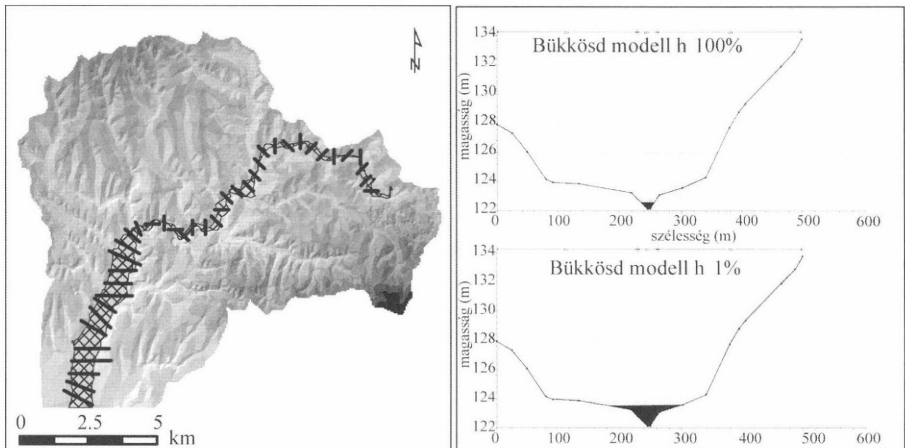 N
0 2.5 5
km
Bükkösd modell h 100%
magasság (m)
134
132
130
128
126
124
122
0 100 200 300 400 500 600
szélesség (m)
Bükkösd modell h 1%
magasság (m)
134
132
130
128
126
124
122
0 100 200 300 400 500 600